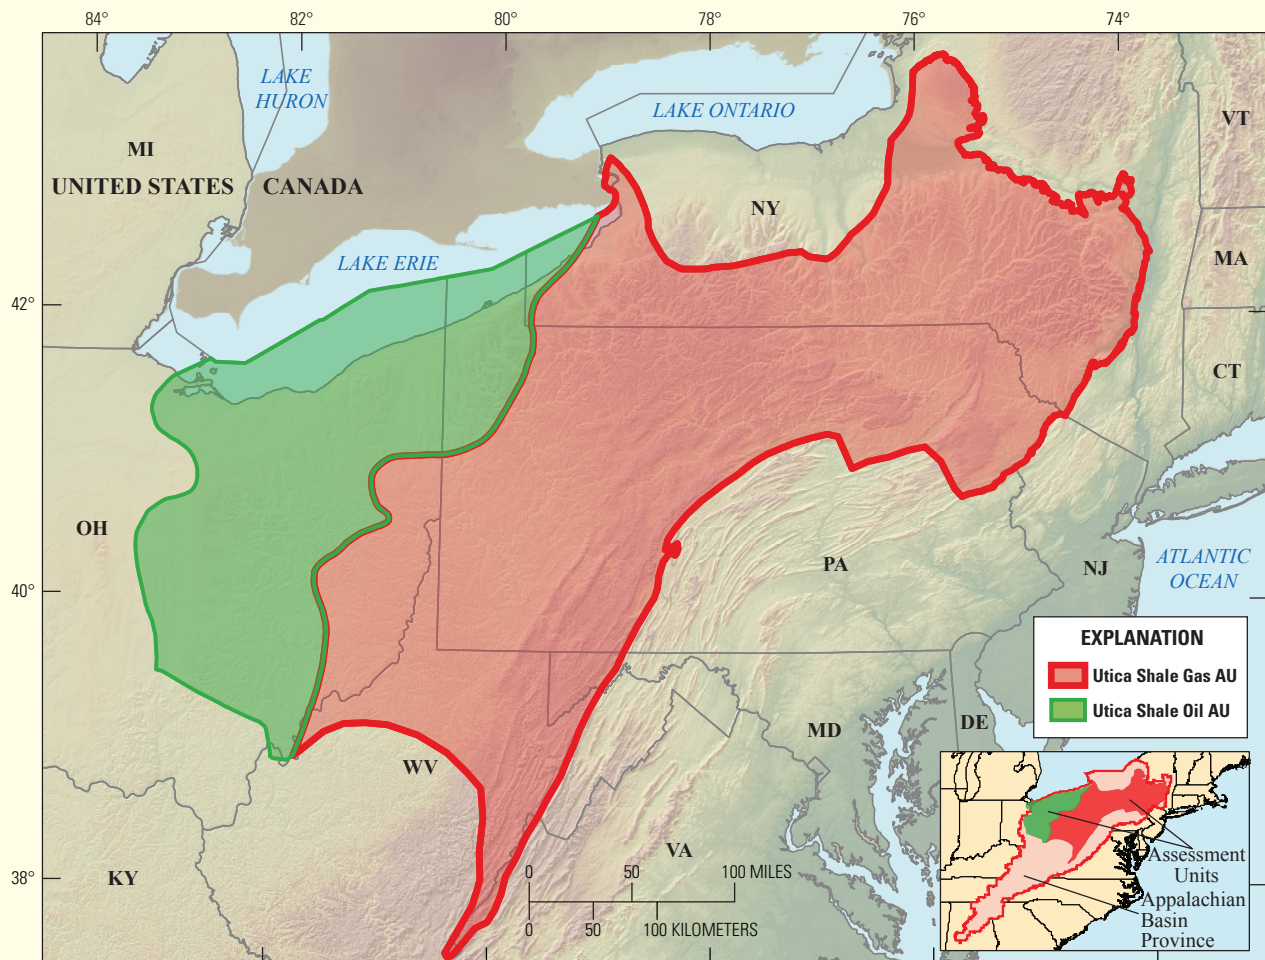 84°
82°
80°
78°
76°
74°
LAKE
HURON
LAKE ONTARIO
VT
MI
UNITED STATES
CANADA
NY
LAKE ERIE
MA
42°
CT
OH
ATLANTIC
OCEAN
PA
NJ
40°
EXPLANATION
Utica Shale Gas AU
Utica Shale Oil AU
MD
DE
WV
VA
KY
38°
0 50 100 MILES
0 50 100 KILOMETERS
Assessment
Units
Appalachian
Basin
Province